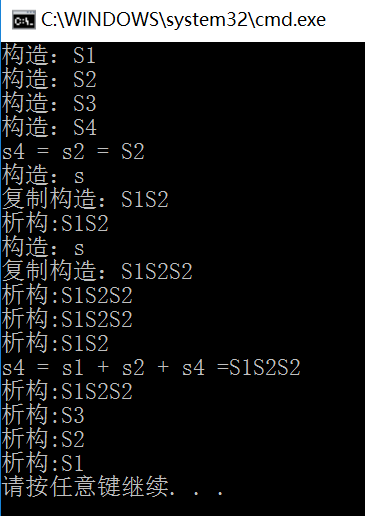 C:\WINDOWS\system32\cmd.exe
构造：S1
构造：S2
构造：S3
构造：S4
s4 = s2 = S2
构造：s
复制构造：S1S2
析构:S1S2
构造：s
复制构造：S1S2S2
析构:S1S2S2
析构:S1S2S2
析构:S1S2
s4 = s1 + s2 + s4 =S1S2S2
析构:S1S2S2
析构:S3
析构:S2
析构:S1
请按任意键继续. . .